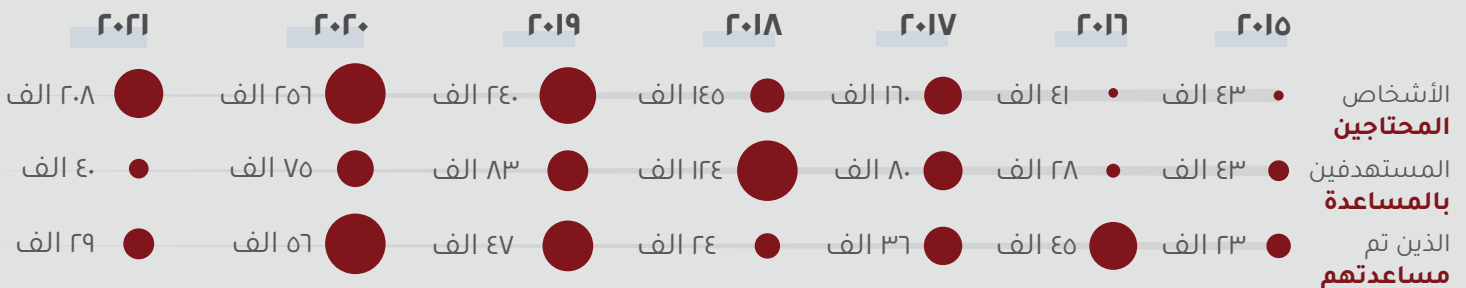 ٢٠١٥ ٢٠١٦ ٢٠١٧ ٢٠١٨ ٢٠١٩ ٢٠٢٠ ٢٠٢١
الأشخاص
المحتاجين
٤٣ الف ٤١ الف ١٦٠ الف ١٤٥ الف ٢٤٠ الف ٢٥٦ الف ٢٠٨ الف
المستهدفين
بالمساعدة
٤٣ الف ٢٨ الف ٨٠ الف ١٢٤ الف ٨٣ الف ٧٥ الف ٤٠ الف
الذين تم
مساعدتهم
٢٣ الف ٤٥ الف ٣٦ الف ٢٤ الف ٤٧ الف ٥٦ الف ٢٩ الف